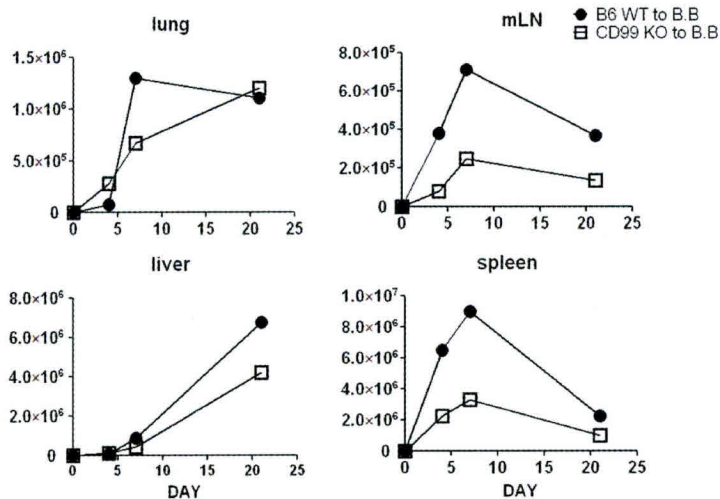 lung
mLN
B6 WT to B.B
CD99 KO to B.B
1.5×10⁶
1.0×10⁶
5.0×10⁵
0
0 5 10 15 20 25
8.0×10⁵
6.0×10⁵
4.0×10⁵
2.0×10⁵
0
0 5 10 15 20 25
liver
spleen
8.0×10⁶
6.0×10⁶
4.0×10⁶
2.0×10⁶
0
0 5 10 15 20 25
DAY
1.0×10⁷
8.0×10⁶
6.0×10⁶
4.0×10⁶
2.0×10⁶
0
0 5 10 15 20 25
DAY